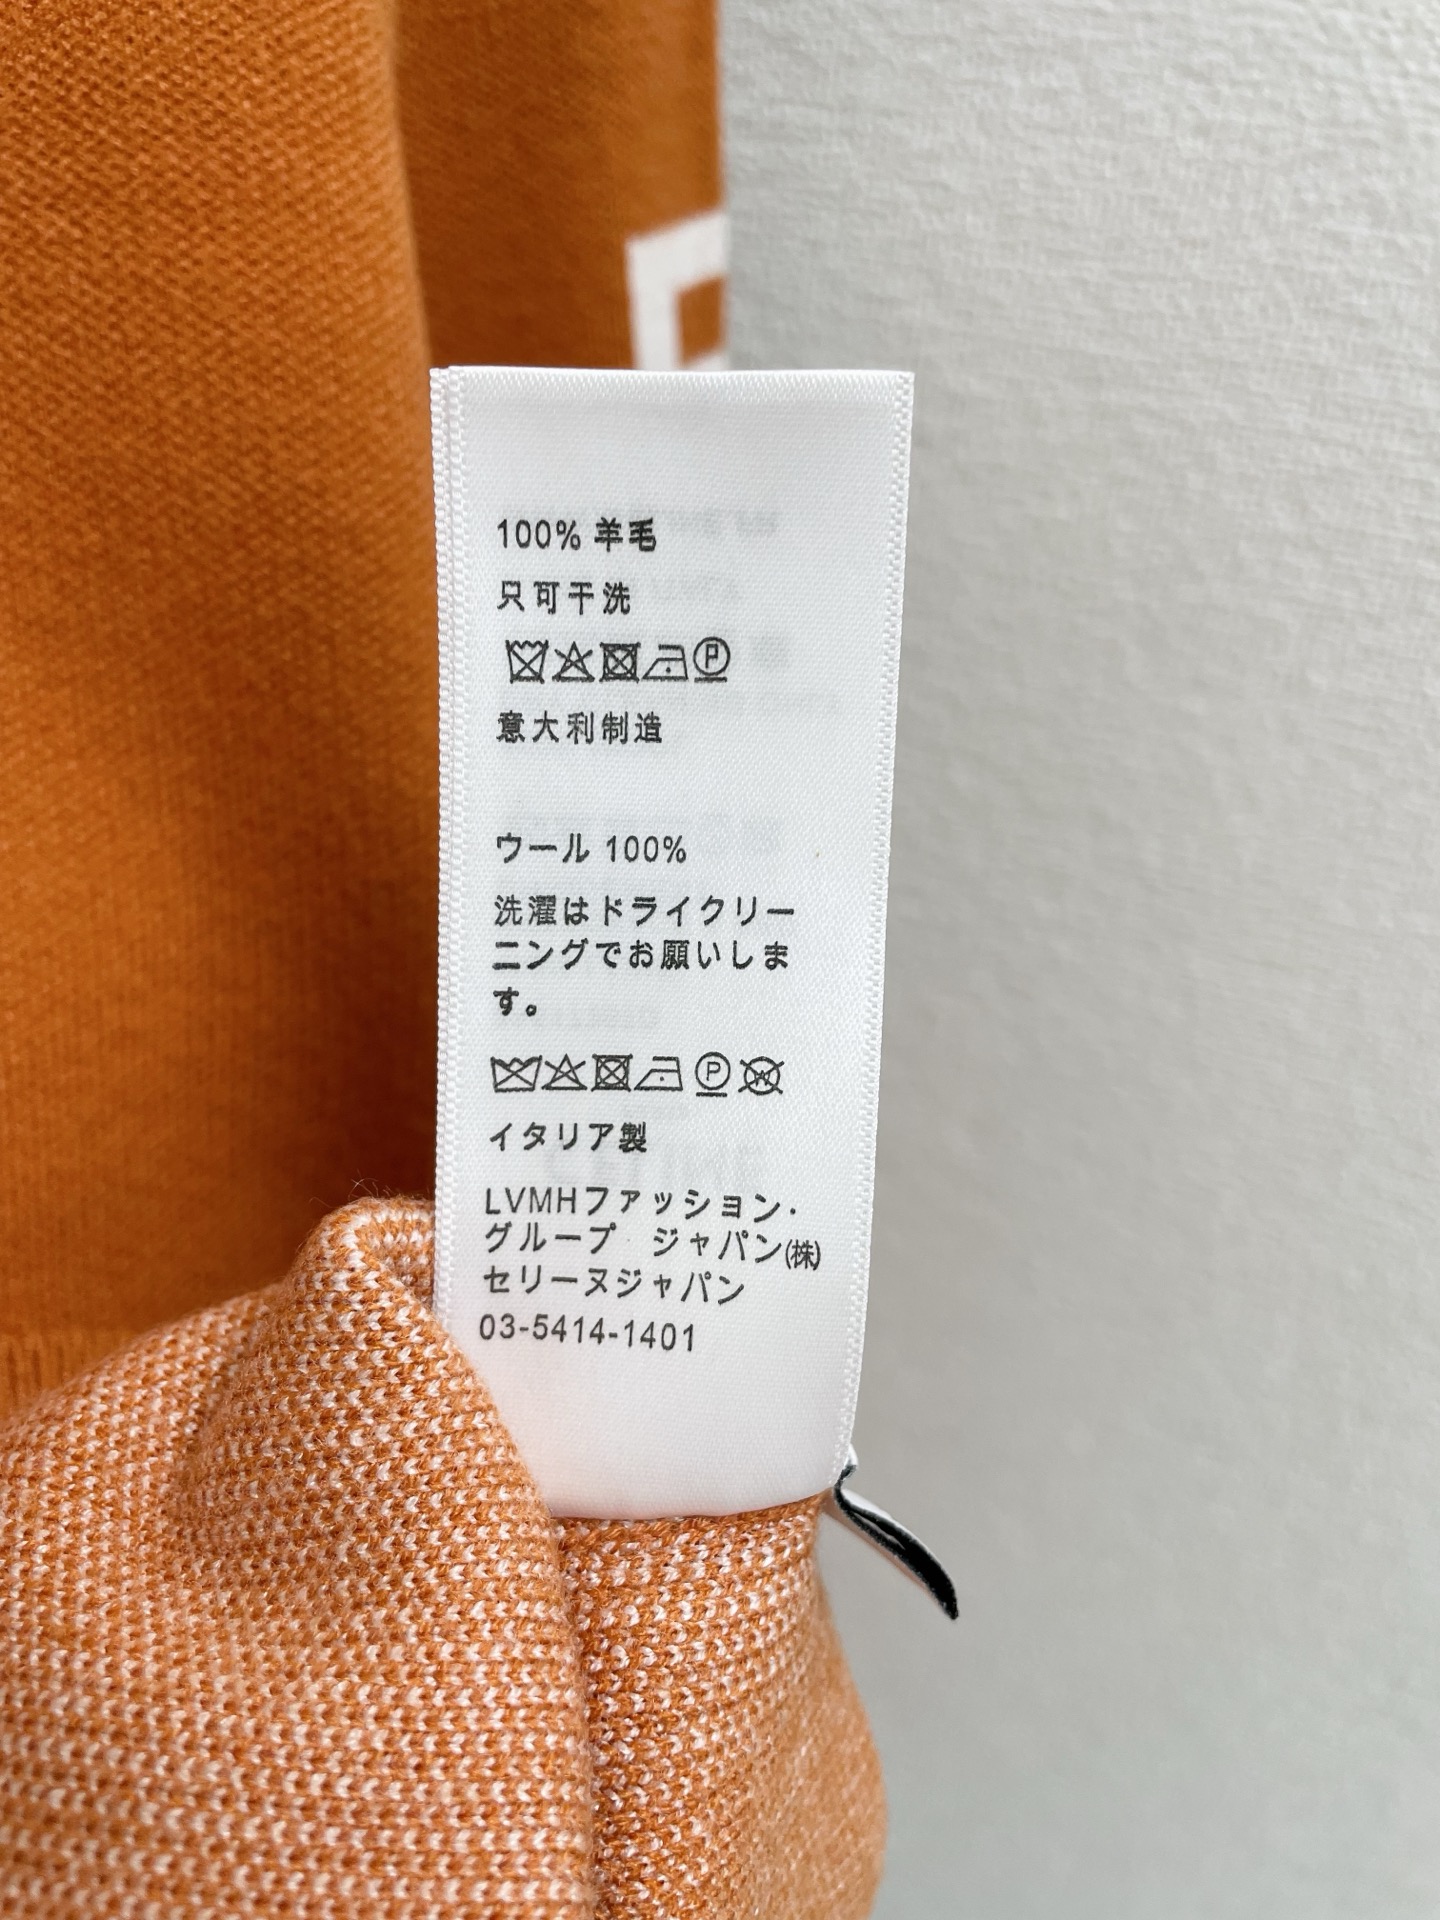 100% 羊毛
只可干洗
P
意大利制造
ウール 100%
洗濯はドライクリー
ニングでお願いしま
す。
P W
イタリア製
LVMHファッション.
グループ ジャパン(株)
セリーヌジャパン
03-5414-1401